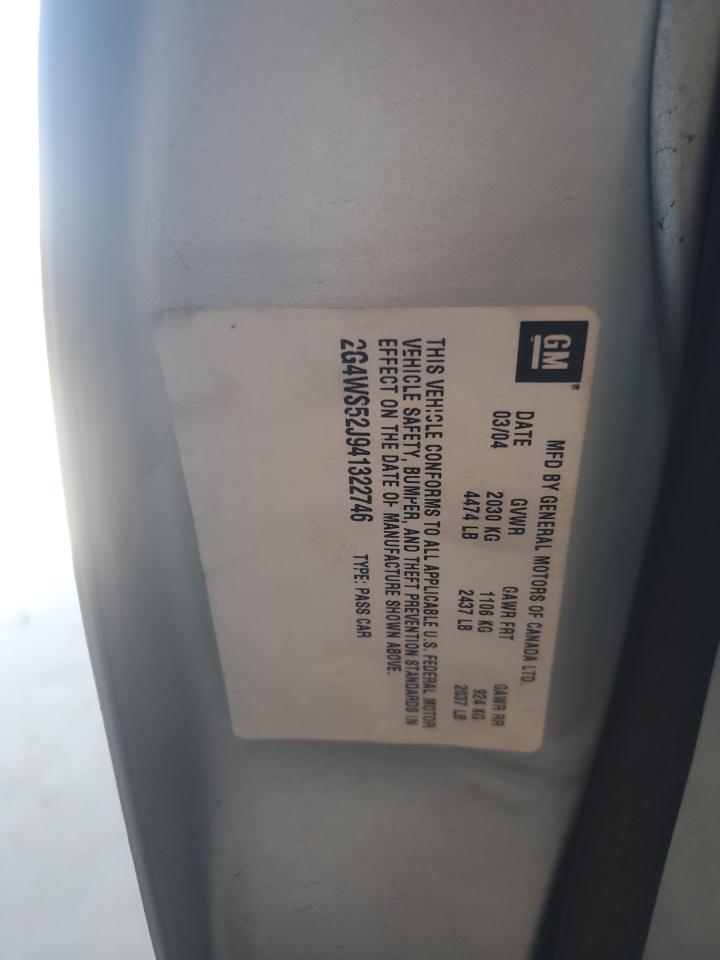 GM ®
MFD BY GENERAL MOTORS OF CANADA LTD.
DATE GVWR GAWR FRT GAWR RR
03/04 2030 KG 1106 KG 924 KG
4474 LB 2437 LB 2037 LB
THIS VEHICLE CONFORMS TO ALL APPLICABLE U.S. FEDERAL MOTOR
VEHICLE SAFETY, BUMPER, AND THEFT PREVENTION STANDARDS IN
EFFECT ON THE DATE OF MANUFACTURE SHOWN ABOVE.
2G4WS52J941322746 TYPE: PASS CAR